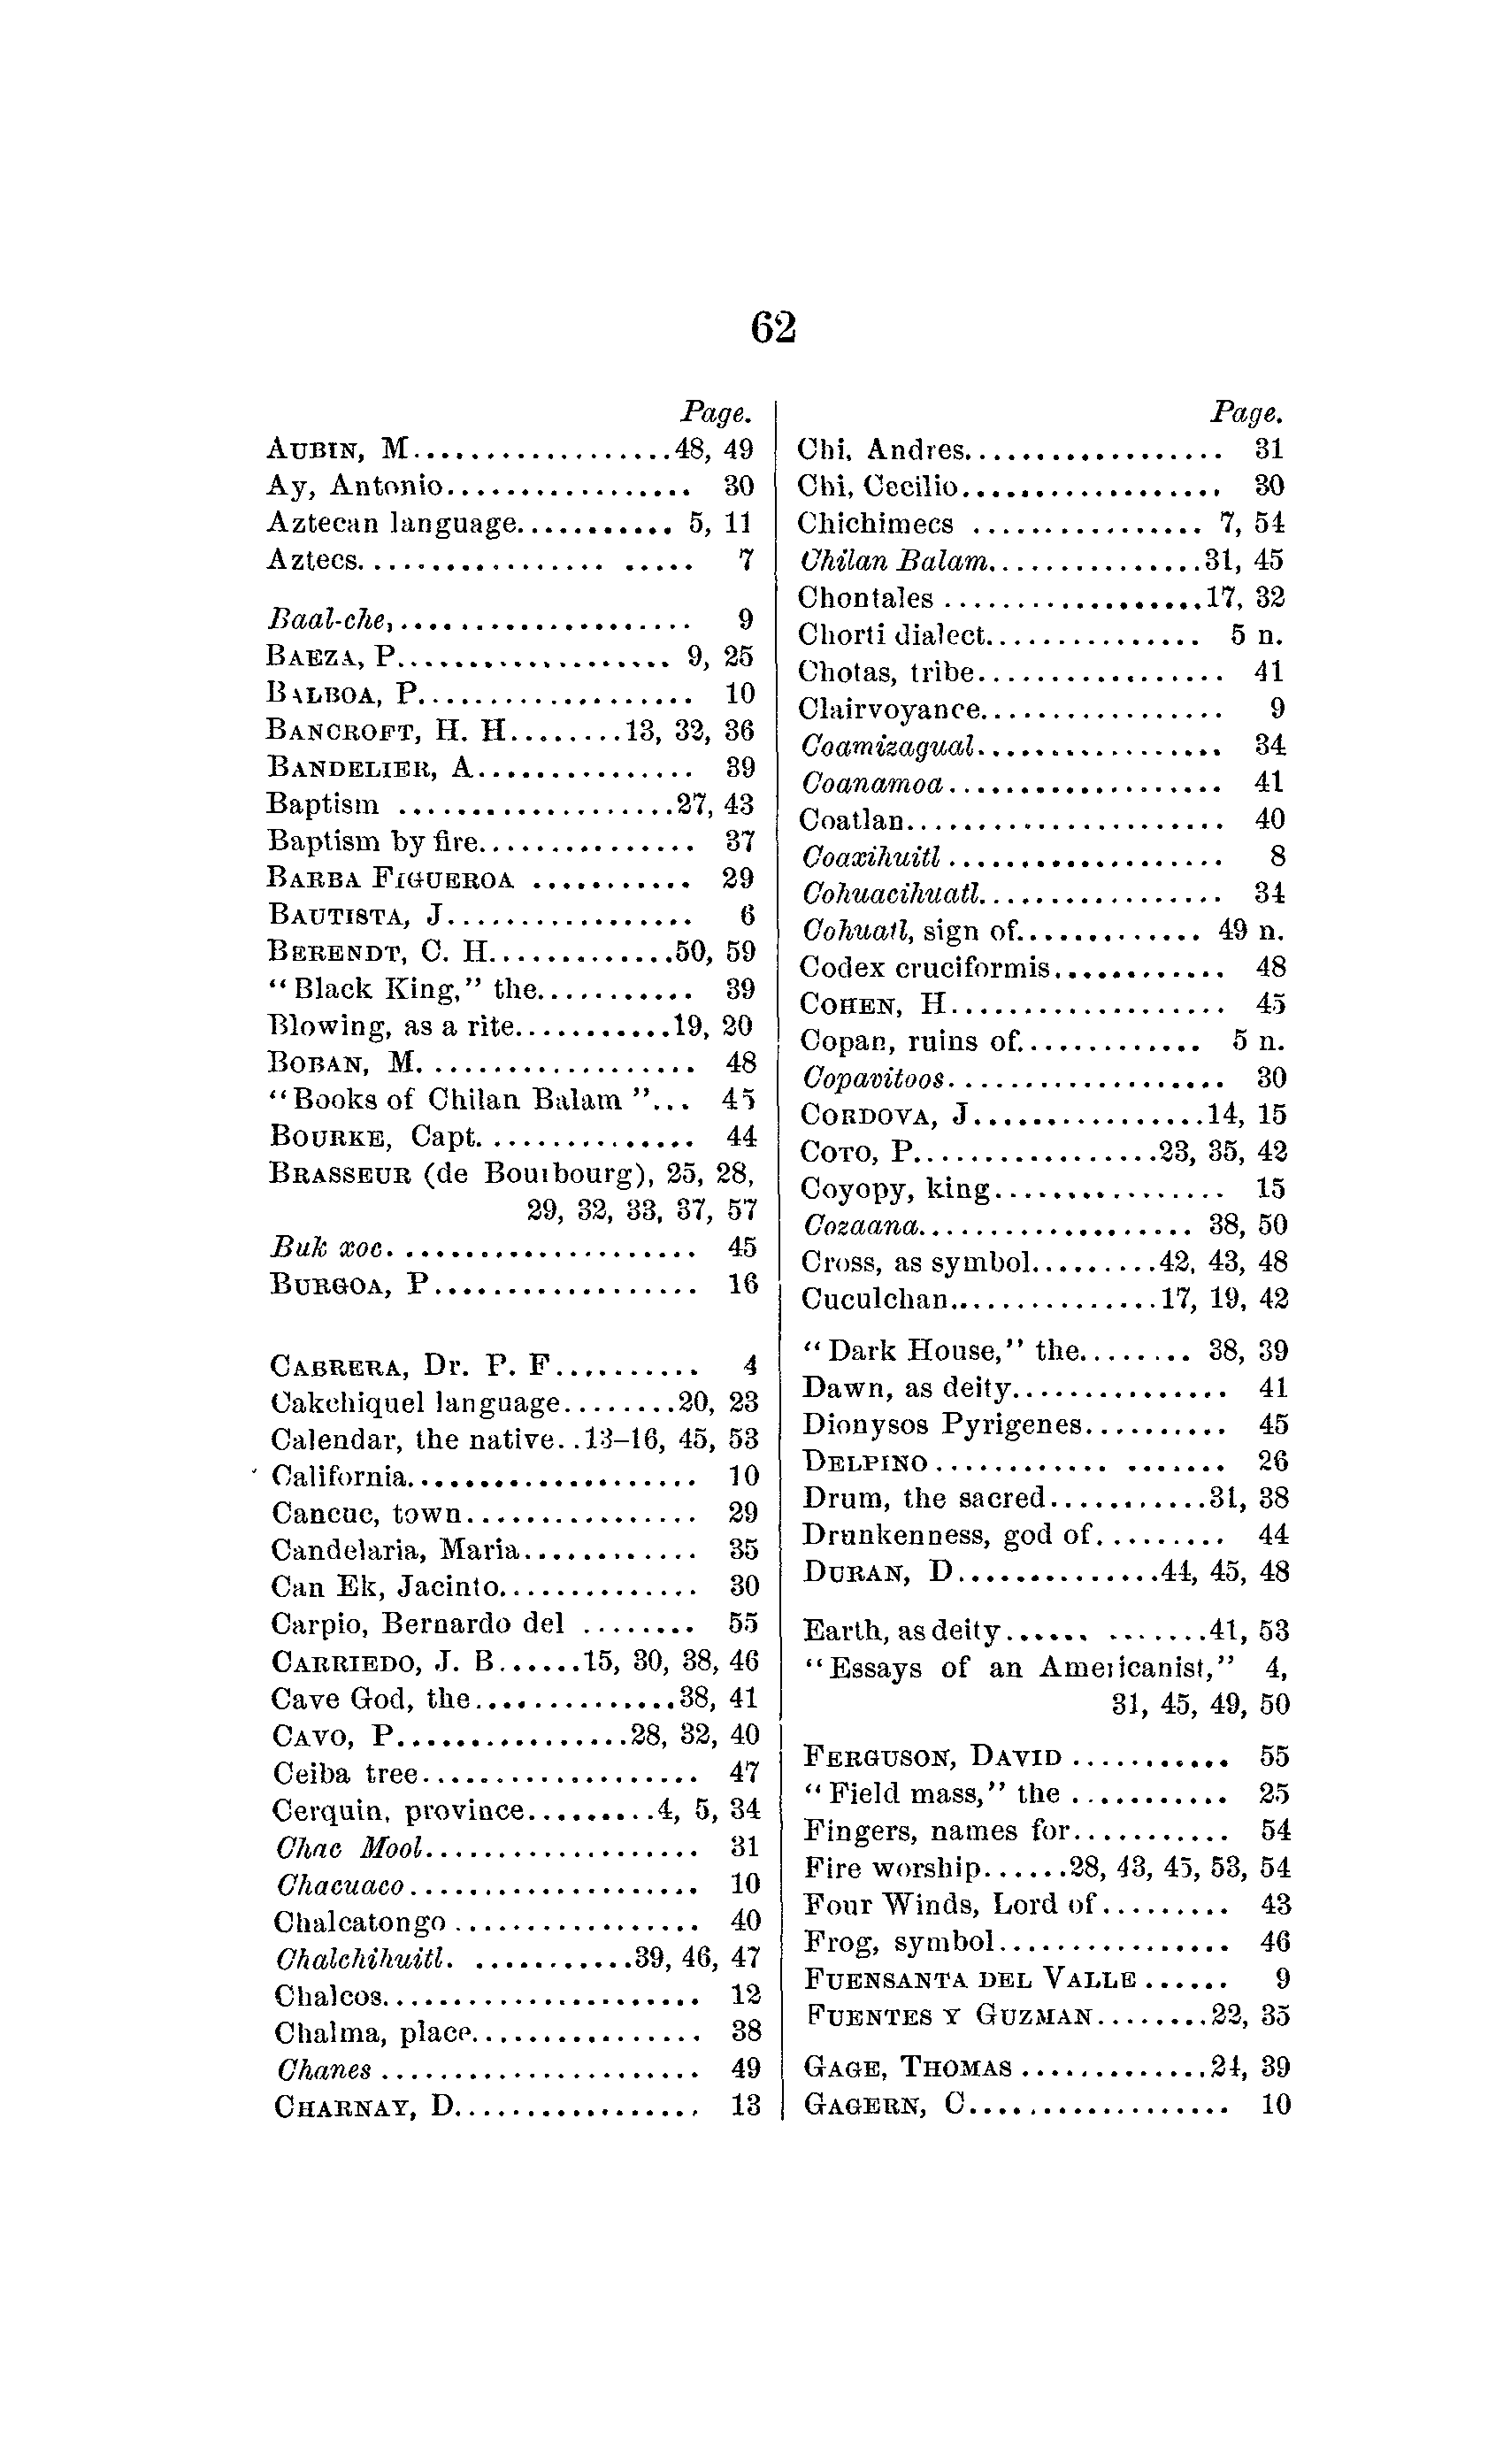 62
Page.
AUBIN, M..................48, 49
Ay, Antonio................. 30
Aztecan language........... 5, 11
Aztecs...................... 7
Baal-che,.................... 9
BAEZA, P................... 9, 25
BALBOA, P................... 10
BANCROFT, H. H........13, 32, 36
BANDELIER, A............... 39
Baptism ...................27, 43
Baptism by fire............... 37
BARBA FIGUEROA ........... 29
BAUTISTA, J................. 6
BERENDT, C. H.............50, 59
"Black King," the........... 39
Blowing, as a rite...........19, 20
BOBAN, M................... 48
"Books of Chilan Balam"... 45
BOURKE, Capt............... 44
BRASSEUR (de Bourbourg), 25, 28,
29, 32, 33, 37, 57
Buk xoc..................... 45
BURGOA, P.................. 16
CABRERA, Dr. P. F.......... 4
Cakchiquel language........20, 23
Calendar, the native..13-16, 45, 53
California.................... 10
Cancuc, town................ 29
Candelaria, Maria............ 35
Can Ek, Jacinto.............. 30
Carpio, Bernardo del ........ 55
CARRIEDO, J. B......15, 30, 38, 46
Cave God, the..............38, 41
CAVO, P................28, 32, 40
Ceiba tree................... 47
Cerquin, province.........4, 5, 34
Chac Mool................... 31
Chacuaco.................... 10
Chalcatongo................. 40
Chalchihuitl. ...........39, 46, 47
Chalcos...................... 12
Chalma, place................ 38
Chanes ...................... 49
CHARNAY, D................. 13
Page.
Chi, Andres.................. 31
Chi, Cecilio.................. 30
Chichimecs ................ 7, 54
Chilan Balam...............31, 45
Chontales ..................17, 32
Chorti dialect............... 5 n.
Chotas, tribe................. 41
Clairvoyance................. 9
Coamizagual................. 34
Coanamoa................... 41
Coatlan...................... 40
Coaxihuitl................... 8
Cohuacihuatl................. 34
Cohuatl, sign of............. 49 n.
Codex cruciformis............ 48
COHEN, H................... 45
Copan, ruins of............. 5 n.
Copavitoos................... 30
CORDOVA, J................14, 15
COTO, P.................23, 35, 42
Coyopy, king................ 15
Cozaana................... 38, 50
Cross, as symbol.........42, 43, 48
Cuculchan...............17, 19, 42
"Dark House," the........ 38, 39
Dawn, as deity............... 41
Dionysos Pyrigenes.......... 45
DELPINO................... 26
Drum, the sacred...........31, 38
Drunkenness, god of......... 44
DURAN, D..............44, 45, 48
Earth, as deity..............41, 53
"Essays of an Americanist," 4,
31, 45, 49, 50
FERGUSON, DAVID ........... 55
"Field mass," the ........... 25
Fingers, names for........... 54
Fire worship......28, 43, 45, 53, 54
Four Winds, Lord of......... 43
Frog, symbol................ 46
FUENSANTA DEL VALLE...... 9
FUENTES Y GUZMAN........22, 35
GAGE, THOMAS.............24, 39
GAGERN, C.................. 10